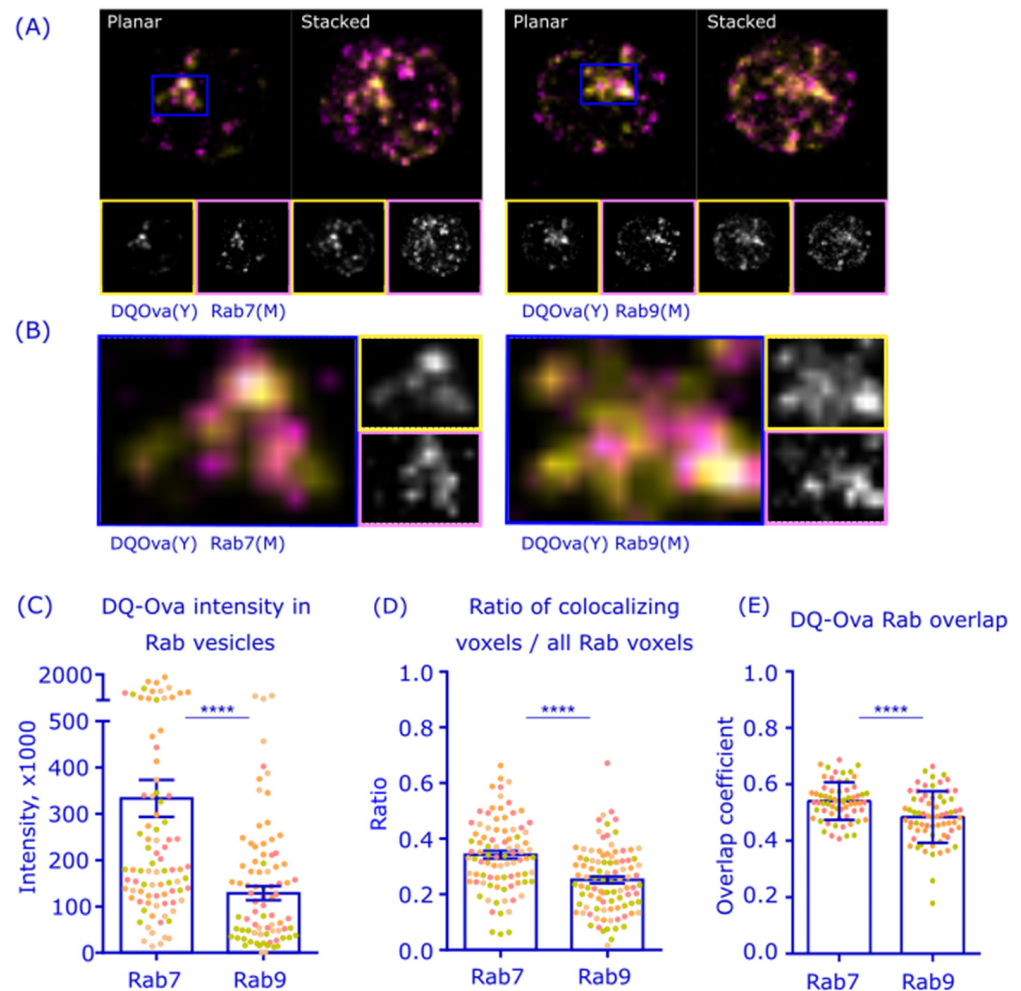 (A)
Planar Stacked Planar Stacked
DQOva(Y) Rab7(M) DQOva(Y) Rab9(M)
(B)
DQOva(Y) Rab7(M) DQOva(Y) Rab9(M)
(C) DQ-Ova intensity in
Rab vesicles
2000
500
400
300
200
100
0
Intensity, x1000
****
Rab7 Rab9
(D) Ratio of colocalizing
voxels / all Rab voxels
1.0
0.8
0.6
0.4
0.2
0.0
Ratio
****
Rab7 Rab9
(E) DQ-Ova Rab overlap
1.0
0.8
0.6
0.4
0.2
0.0
Overlap coefficient
****
Rab7 Rab9